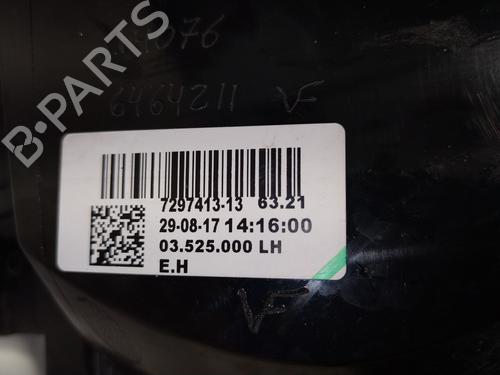 6464211 VF
B-PARTS
7297413-13 63.21
29-08-17 14:16:00
03.525.000 LH
E.H
VF